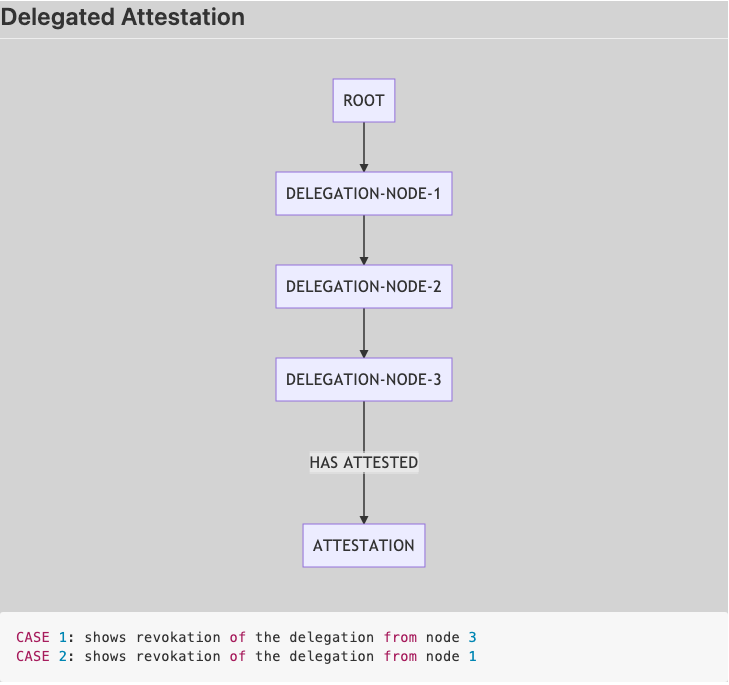 Delegated Attestation
ROOT
DELEGATION-NODE-1
DELEGATION-NODE-2
DELEGATION-NODE-3
HAS ATTESTED
ATTESTATION
CASE 1: shows revokation of the delegation from node 3
CASE 2: shows revokation of the delegation from node 1